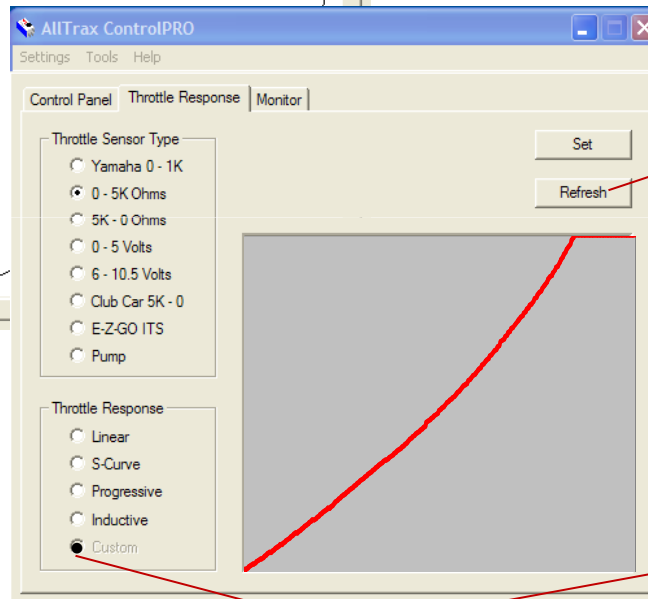 AllTrax ControlPRO
Settings Tools Help
Control Panel Throttle Response Monitor
Throttle Sensor Type
Yamaha 0 - 1K
0 - 5K Ohms
5K - 0 Ohms
0 - 5 Volts
6 - 10.5 Volts
Club Car 5K - 0
E-Z-GO ITS
Pump
Set
Refresh
Throttle Response
Linear
S-Curve
Progressive
Inductive
Custom